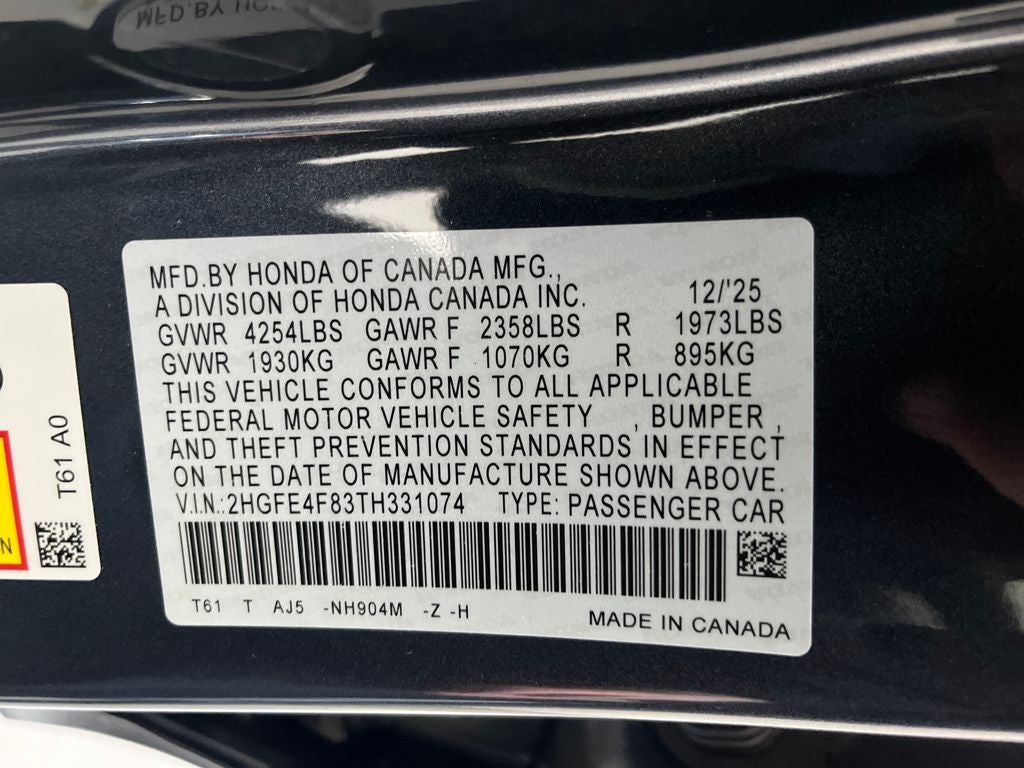 MFD.BY HO
MFD.BY HONDA OF CANADA MFG.,
A DIVISION OF HONDA CANADA INC. 12/'25
GVWR 4254LBS GAWR F 2358LBS R 1973LBS
GVWR 1930KG GAWR F 1070KG R 895KG
THIS VEHICLE CONFORMS TO ALL APPLICABLE
FEDERAL MOTOR VEHICLE SAFETY , BUMPER ,
AND THEFT PREVENTION STANDARDS IN EFFECT
ON THE DATE OF MANUFACTURE SHOWN ABOVE.
V.I.N.:2HGFE4F83TH331074 TYPE: PASSENGER CAR
T61 T AJ5 -NH904M -Z -H
MADE IN CANADA
T61 A0
N